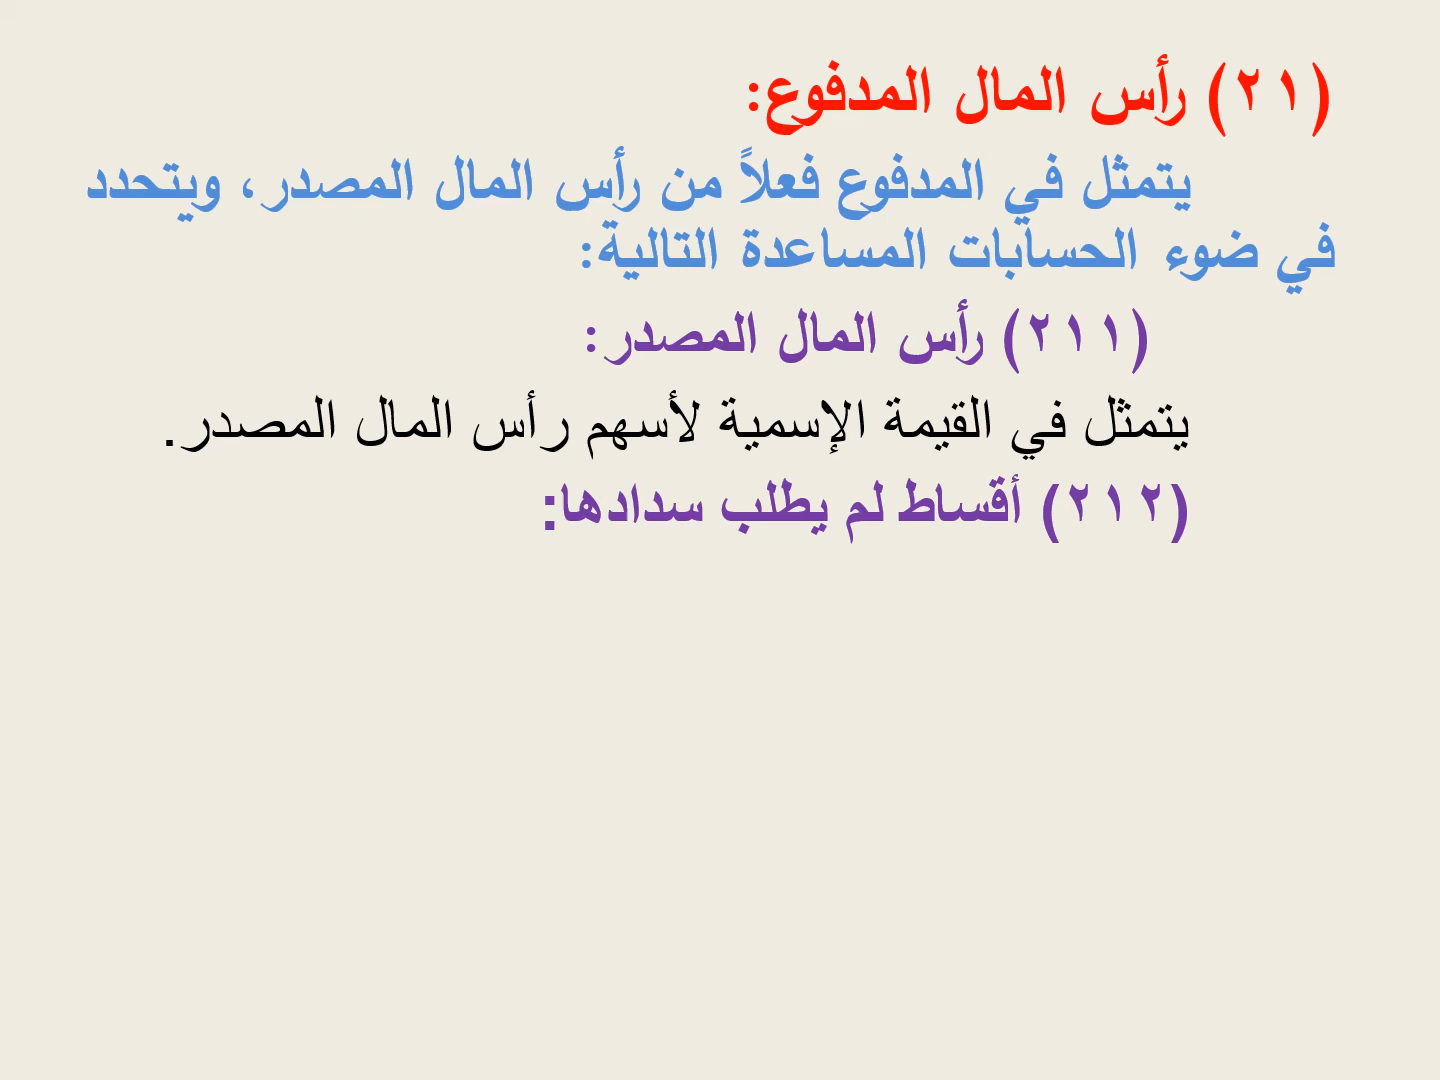 (٢١) رأس المال المدفوع:
يتمثل في المدفوع فعلاً من رأس المال المصدر، ويتحدد
في ضوء الحسابات المساعدة التالية:
(٢١١) رأس المال المصدر:
يتمثل في القيمة الإسمية لأسهم رأس المال المصدر.
(٢١٢) أقساط لم يطلب سدادها: